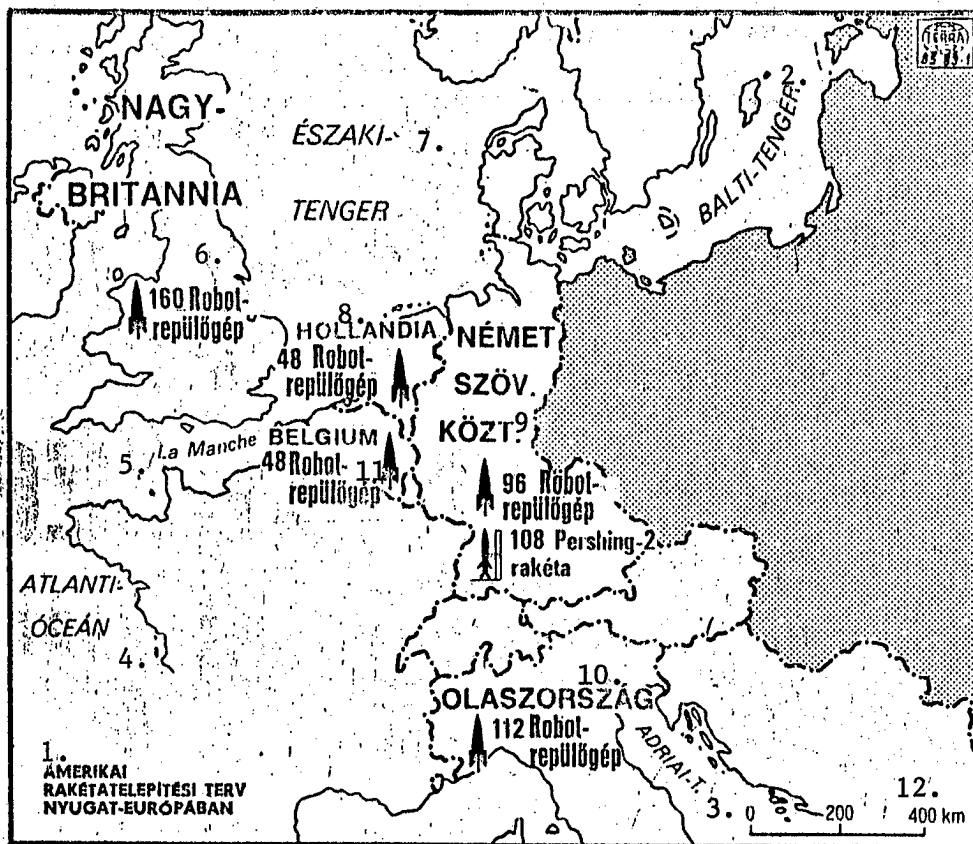 TERRA
2.
NAGY-
BRITANNIA
ÉSZAKI-
7.
TENGER
BALTI-TENGER
6.
160 Robot-
repülőgép
8.
HOLLANDIA
48 Robot-
repülőgép
NÉMET
SZÖV.
KÖZT.
9
5.
La Manche
BELGIUM
48 Robot-
repülőgép
11
96 Robot-
repülőgép
108 Pershing-2
rakéta
ATLANTI-
ÓCEÁN
4.
10.
OLASZORSZÁG
112 Robot-
repülőgép
ADRIAI-T.
1.
AMERIKAI
RAKÉTATELEPÍTÉSI TERV
NYUGAT-EURÓPÁBAN
3.
12.
0 200 400 km